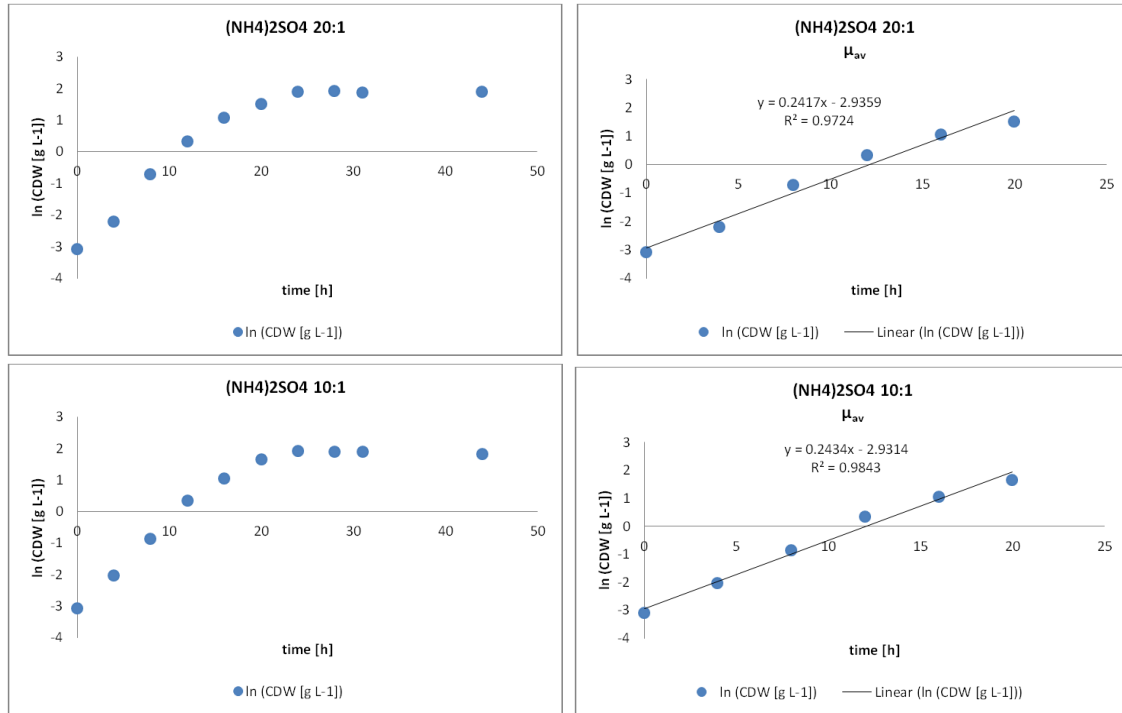 (NH4)2SO4 20:1
3
2
1
0
-1
-2
-3
-4
0 10 20 30 40 50
ln (CDW [g L-1])
time [h]
ln (CDW [g L-1])
(NH4)2SO4 20:1
μav
y = 0.2417x - 2.9359
R² = 0.9724
3
2
1
0
-1
-2
-3
-4
0 5 10 15 20 25
ln (CDW [g L-1])
time [h]
ln (CDW [g L-1]) Linear (ln (CDW [g L-1]))
(NH4)2SO4 10:1
3
2
1
0
-1
-2
-3
-4
0 10 20 30 40 50
ln (CDW [g L-1])
time [h]
ln (CDW [g L-1])
(NH4)2SO4 10:1
μav
y = 0.2434x - 2.9314
R² = 0.9843
3
2
1
0
-1
-2
-3
-4
0 5 10 15 20 25
ln (CDW [g L-1])
time [h]
ln (CDW [g L-1]) Linear (ln (CDW [g L-1]))